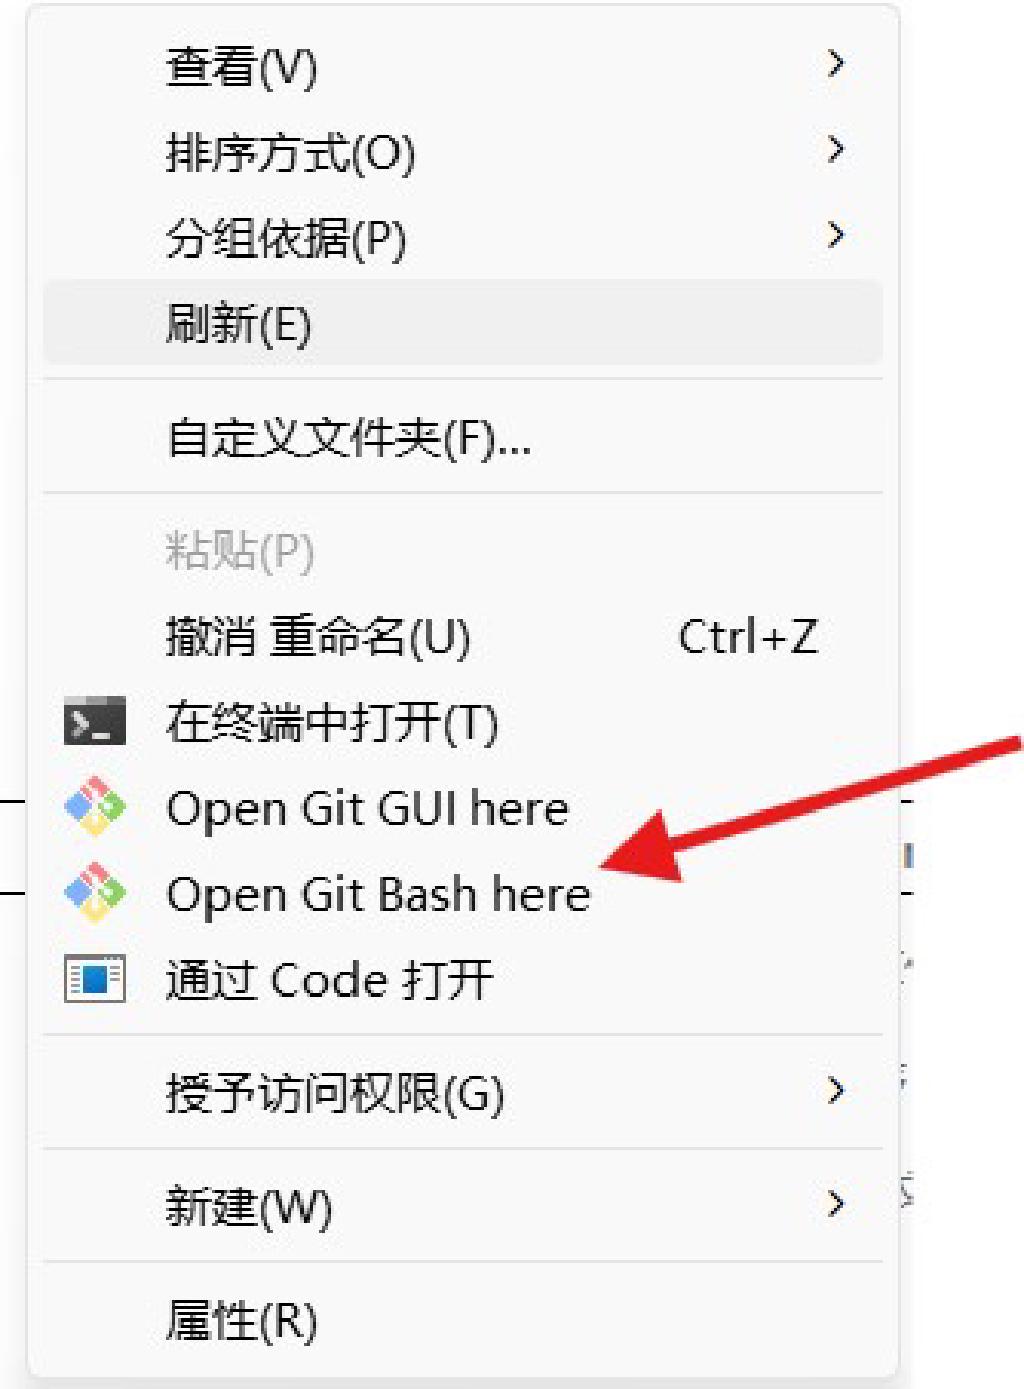 查看(V)
排序方式(O)
分组依据(P)
刷新(E)
自定义文件夹(F)...
粘贴(P)
撤消 重命名(U) Ctrl+Z
在终端中打开(T)
Open Git GUI here
Open Git Bash here
通过 Code 打开
授予访问权限(G)
新建(W)
属性(R)